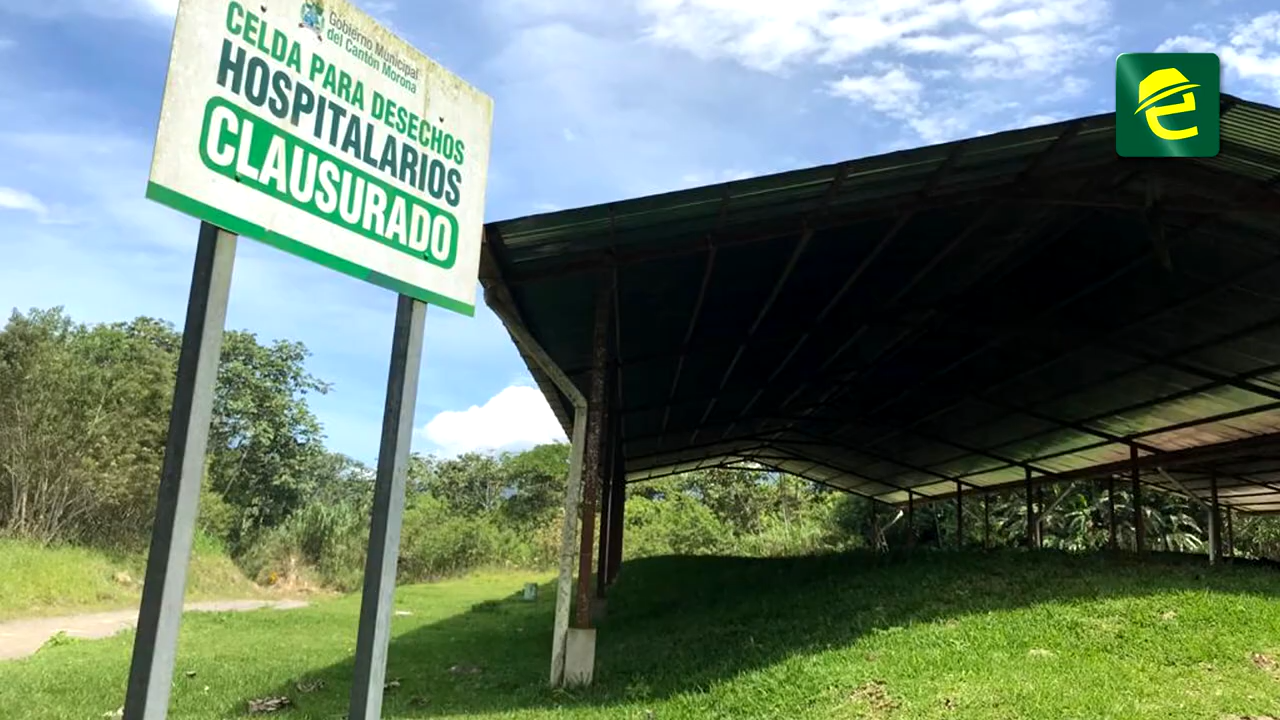 Gobierno Municipal
del Cantón Morona
CELDA PARA DESECHOS
HOSPITALARIOS
CLAUSURADO